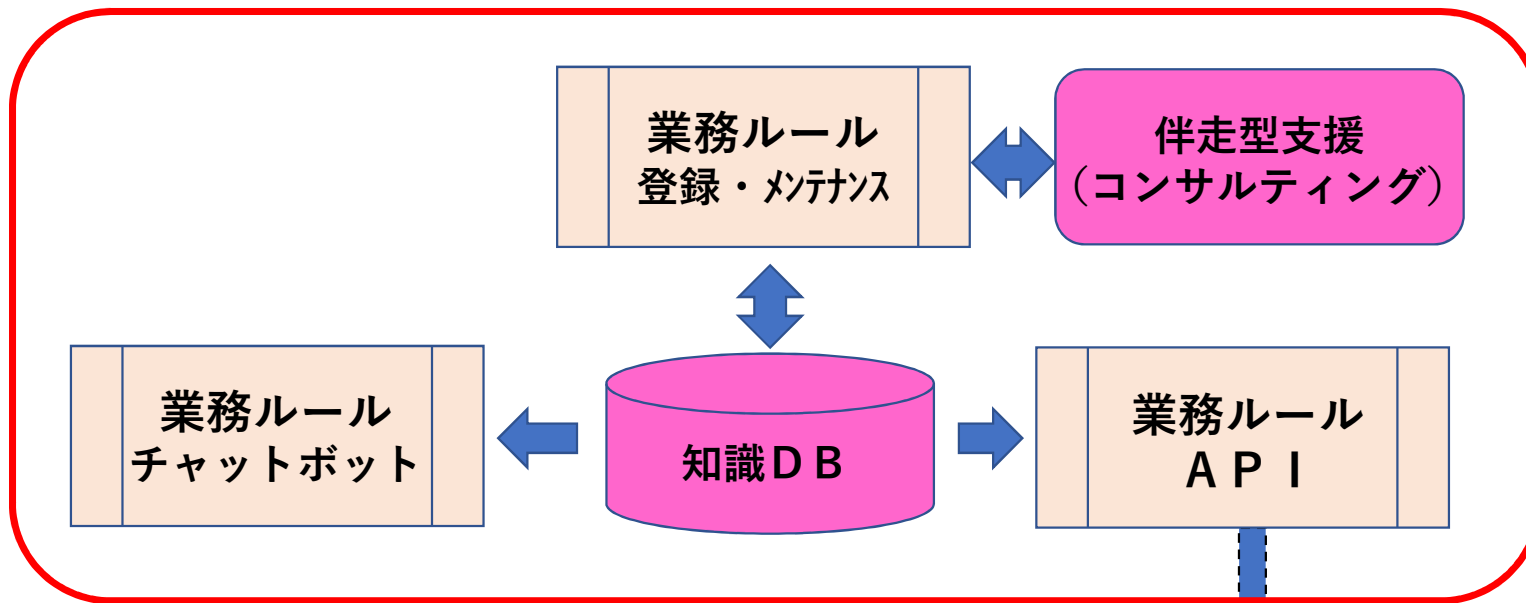 業務ルール
登録・ﾒﾝﾃﾅﾝｽ
伴走型支援
（コンサルティング）
業務ルール
チャットボット
知識ＤＢ
業務ルール
ＡＰＩ